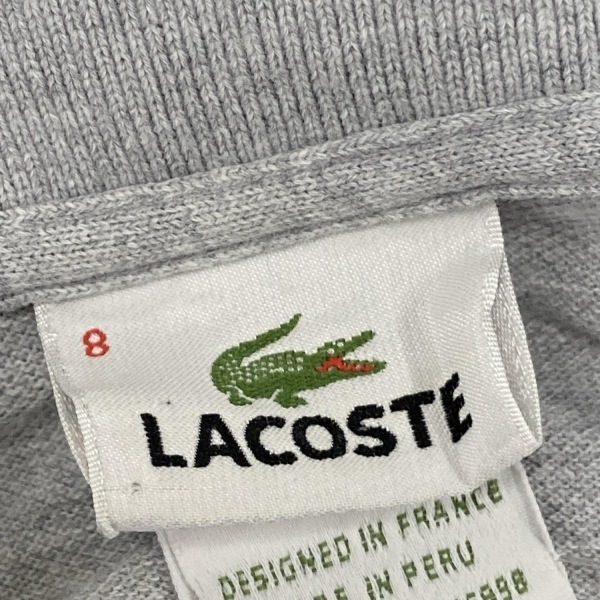 8
LACOSTE
DESIGNED IN FRANCE
IN PERU